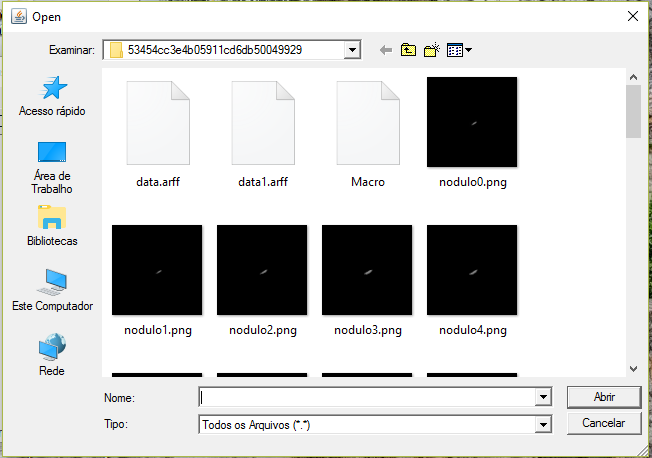 Open
Examinar:
53454cc3e4b05911cd6db50049929
Acesso rápido
Área de
Trabalho
Bibliotecas
Este Computador
Rede
data.arff
data1.arff
Macro
nodulo0.png
nodulo1.png
nodulo2.png
nodulo3.png
nodulo4.png
Nome:
Abrir
Tipo:
Todos os Arquivos (*.*)
Cancelar